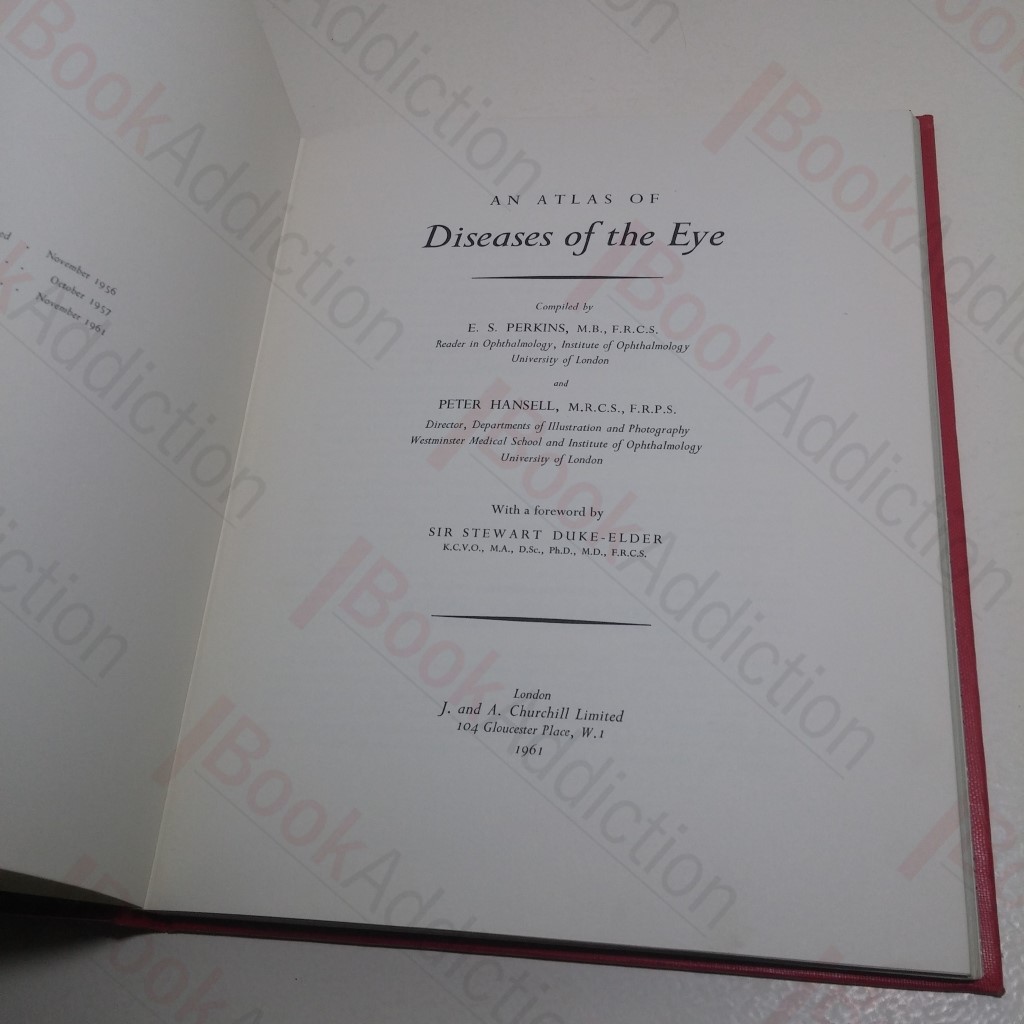 November 1956
October 1957
November 1961
AN ATLAS OF
Diseases of the Eye
Compiled by
E. S. PERKINS, M.B., F.R.C.S.
Reader in Ophthalmology, Institute of Ophthalmology
University of London
and
PETER HANSELL, M.R.C.S., F.R.P.S.
Director, Departments of Illustration and Photography
Westminster Medical School and Institute of Ophthalmology
University of London
With a foreword by
SIR STEWART DUKE-ELDER
K.C.V.O., M.A., D.Sc., Ph.D., M.D., F.R.C.S.
London
J. and A. Churchill Limited
104 Gloucester Place, W.1
1961
BookAddiction